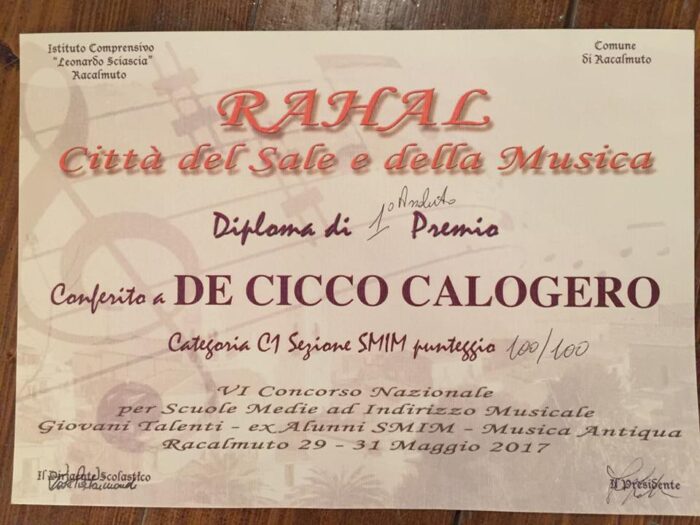 Istituto Comprensivo
"Leonardo Sciascia"
Racalmuto
Comune
di Racalmuto
RAHAL
Città del Sale e della Musica
Diploma di 1° Assoluto Premio
Conferito a DE CICCO CALOGERO
Categoria C1 Sezione SMIM punteggio 100/100
VI Concorso Nazionale
per Scuole Medie ad Indirizzo Musicale
Giovani Talenti - ex Alunni SMIM - Musica Antiqua
Racalmuto 29 - 31 Maggio 2017
Il Dirigente Scolastico
Il Presidente